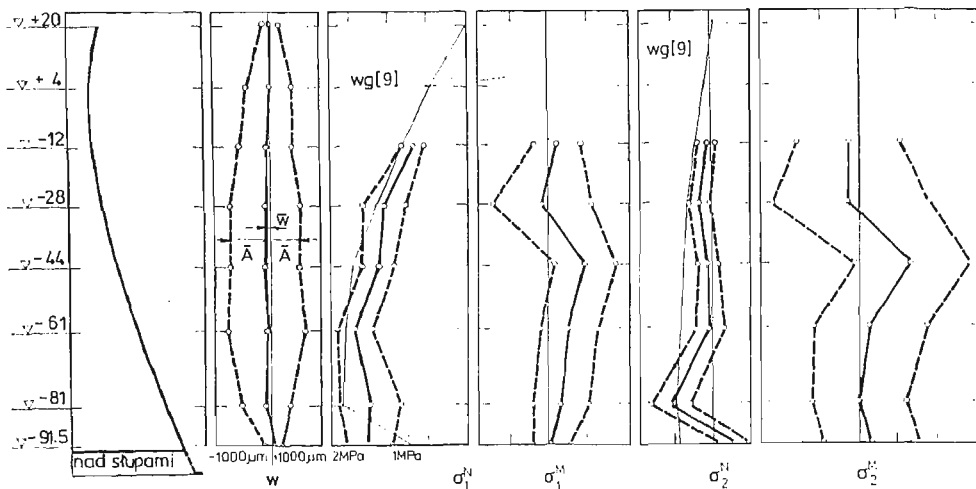 ▽ +20
▽ + 4
▽ -12
▽ -28
▽ -44
▽ -61
▽ -81
▽ -91.5
nad słupami
w̄
Ā Ā
-1000μm +1000μm
w
wg[9]
2MPa 1MPa
σ₁ᴺ
σ₁ᴹ
wg[9]
σ₂ᴺ
σ₂ᴹ